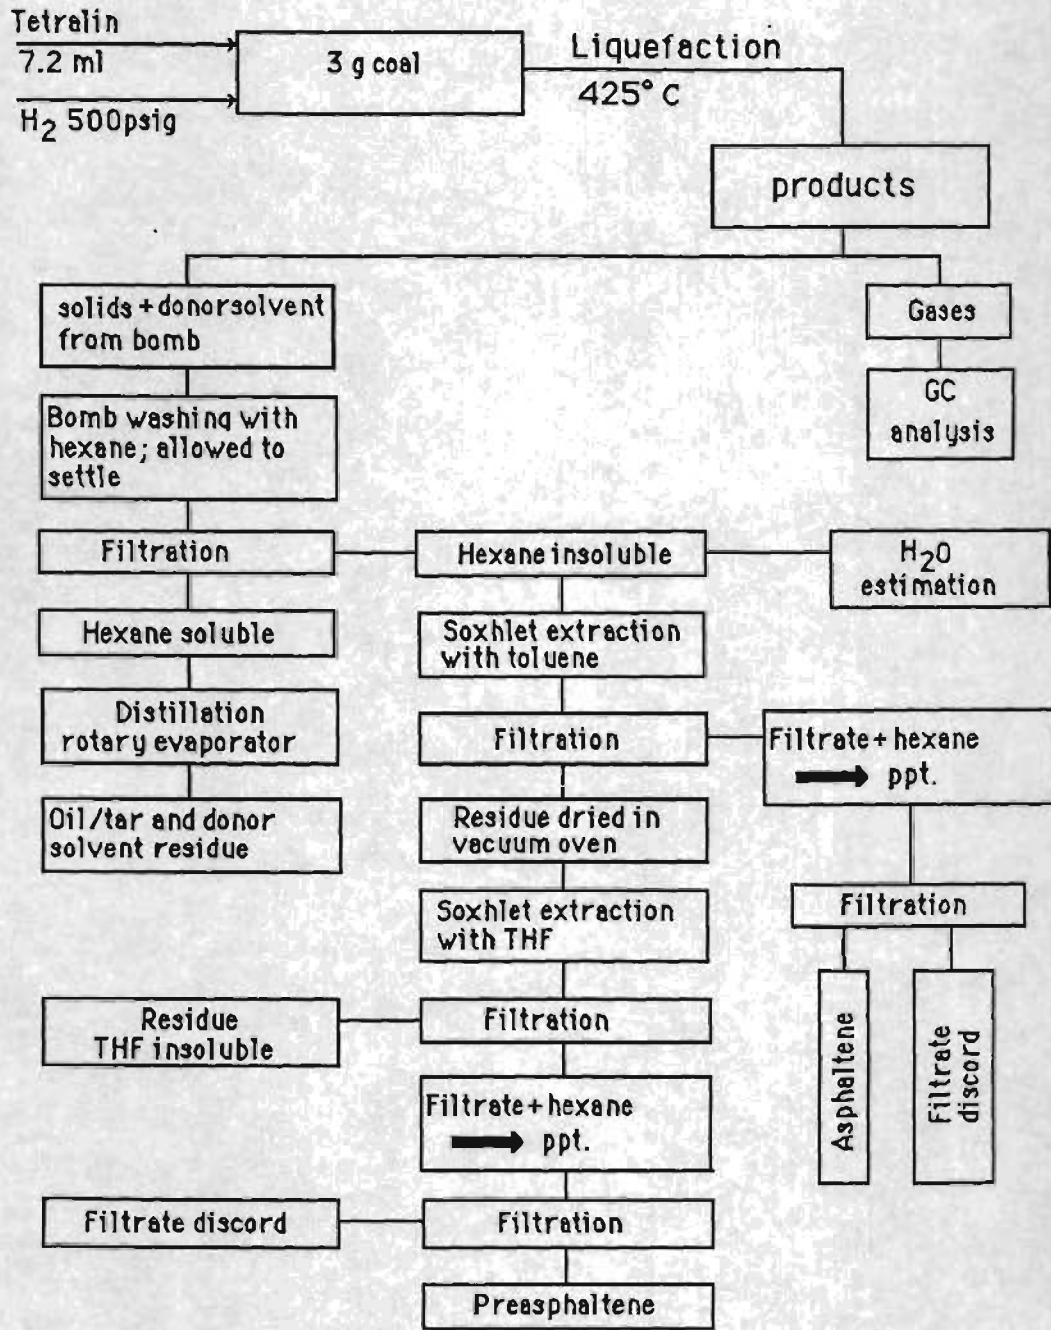 Tetralin
7.2 ml
H2 500psig
3 g coal
Liquefaction
425° C
products
solids + donorsolvent
from bomb
Gases
GC
analysis
Bomb washing with
hexane; allowed to
settle
Filtration
Hexane insoluble
H2O
estimation
Hexane soluble
Soxhlet extraction
with toluene
Distillation
rotary evaporator
Filtration
Filtrate + hexane
ppt.
Oil/tar and donor
solvent residue
Residue dried in
vacuum oven
Soxhlet extraction
with THF
Filtration
Asphaltene
Filtrate
discord
Residue
THF insoluble
Filtration
Filtrate + hexane
ppt.
Filtrate discord
Filtration
Preasphaltene